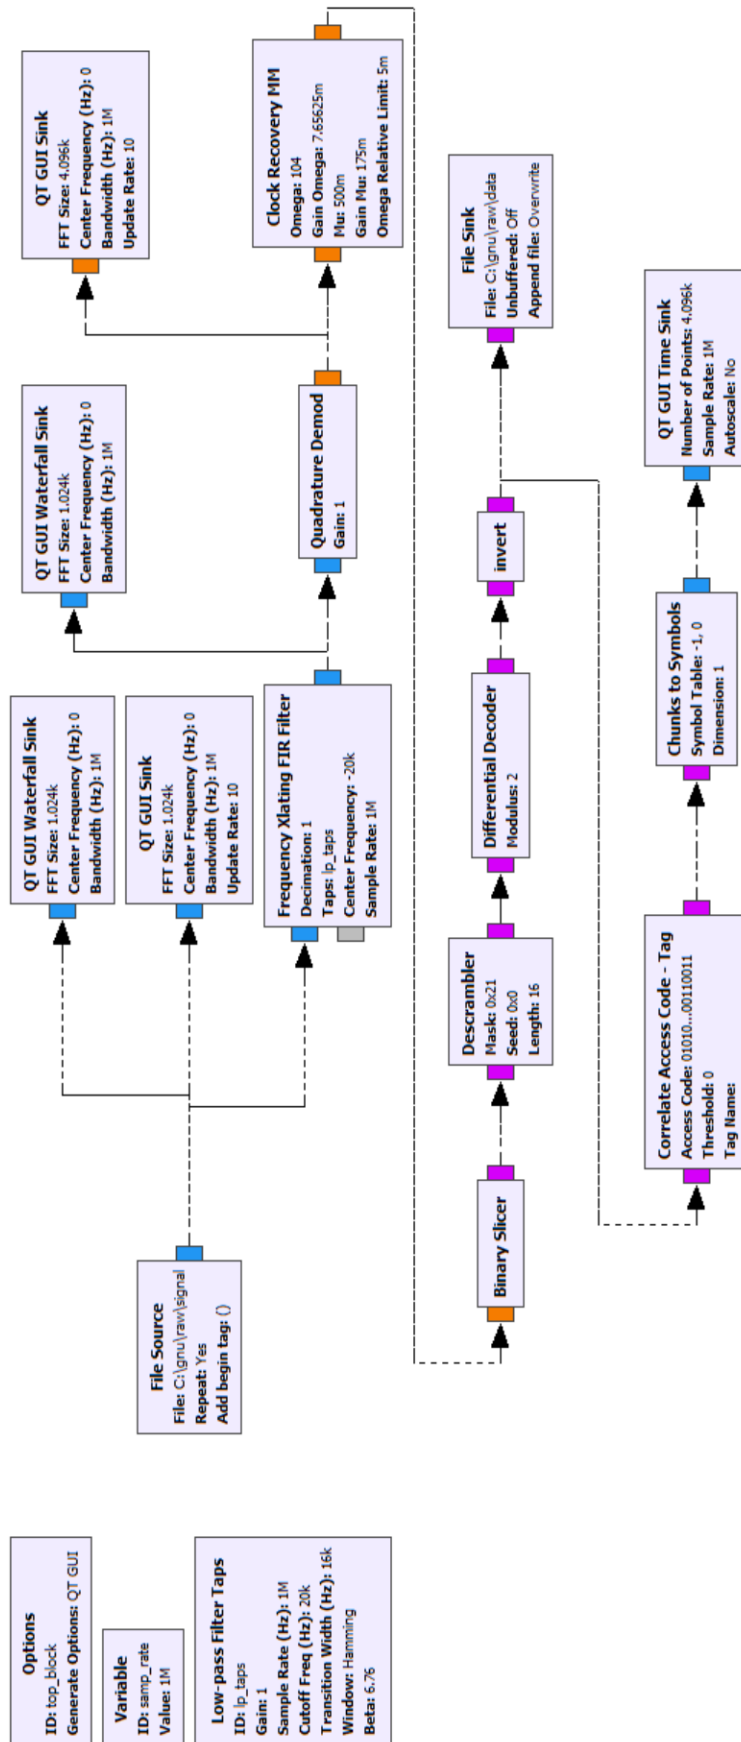 Options
ID: top_block
Generate Options: QT GUI
Variable
ID: samp_rate
Value: 1M
Low-pass Filter Taps
ID: lp_taps
Gain: 1
Sample Rate (Hz): 1M
Cutoff Freq (Hz): 20k
Transition Width (Hz): 16k
Window: Hamming
Beta: 6.76
File Source
File: C:\gnu\raw\signal
Repeat: Yes
Add begin tag: ()
QT GUI Waterfall Sink
FFT Size: 1.024k
Center Frequency (Hz): 0
Bandwidth (Hz): 1M
QT GUI Sink
FFT Size: 1.024k
Center Frequency (Hz): 0
Bandwidth (Hz): 1M
Update Rate: 10
Frequency Xlating FIR Filter
Decimation: 1
Taps: lp_taps
Center Frequency: -20k
Sample Rate: 1M
QT GUI Waterfall Sink
FFT Size: 1.024k
Center Frequency (Hz): 0
Bandwidth (Hz): 1M
Quadrature Demod
Gain: 1
QT GUI Sink
FFT Size: 4.096k
Center Frequency (Hz): 0
Bandwidth (Hz): 1M
Update Rate: 10
Clock Recovery MM
Omega: 104
Gain Omega: 7.65625m
Mu: 500m
Gain Mu: 175m
Omega Relative Limit: 5m
Binary Slicer
Descrambler
Mask: 0x21
Seed: 0x0
Length: 16
Differential Decoder
Modulus: 2
invert
File Sink
File: C:\gnu\raw\data
Unbuffered: Off
Append file: Overwrite
Correlate Access Code - Tag
Access Code: 01010...00110011
Threshold: 0
Tag Name:
Chunks to Symbols
Symbol Table: -1, 0
Dimension: 1
QT GUI Time Sink
Number of Points: 4.096k
Sample Rate: 1M
Autoscale: No